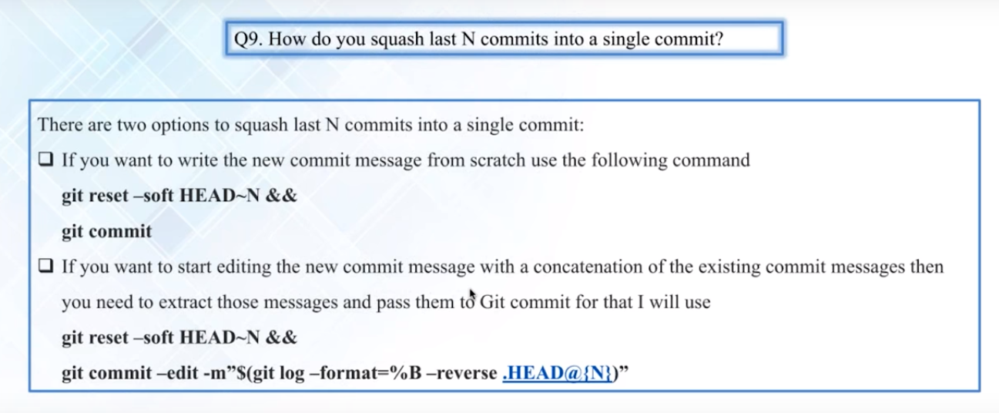 Q9. How do you squash last N commits into a single commit?
There are two options to squash last N commits into a single commit:
❑ If you want to write the new commit message from scratch use the following command
git reset –soft HEAD~N &&
git commit
❑ If you want to start editing the new commit message with a concatenation of the existing commit messages then
you need to extract those messages and pass them to Git commit for that I will use
git reset –soft HEAD~N &&
git commit –edit -m”$(git log –format=%B –reverse .HEAD@{N})”